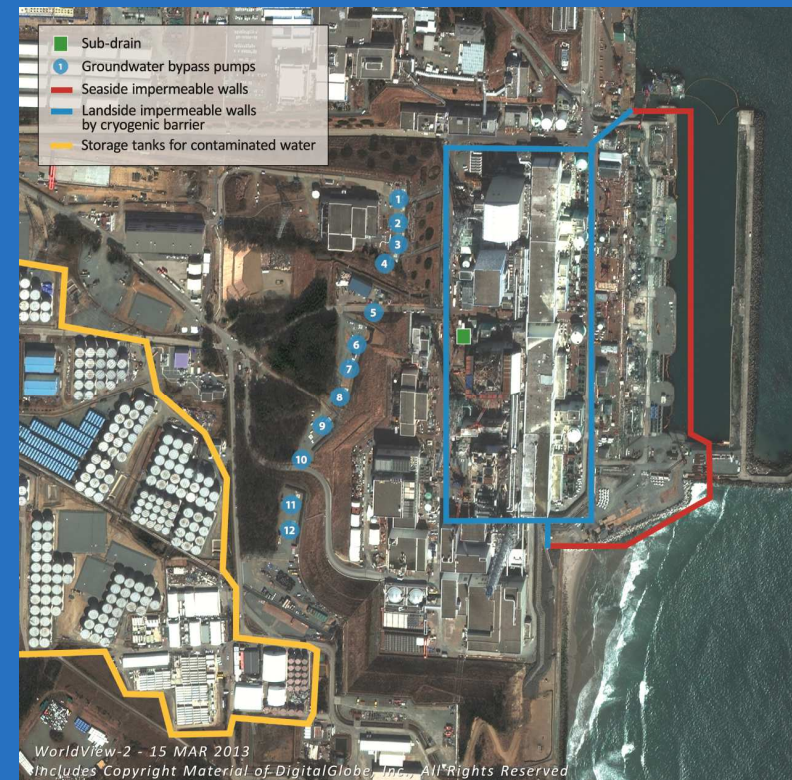 Sub-drain
1 Groundwater bypass pumps
Seaside impermeable walls
Landside impermeable walls
by cryogenic barrier
Storage tanks for contaminated water
1
2
3
4
5
6
7
8
9
10
11
12
WorldView-2 - 15 MAR 2013
Includes Copyright Material of DigitalGlobe, Inc., All Rights Reserved